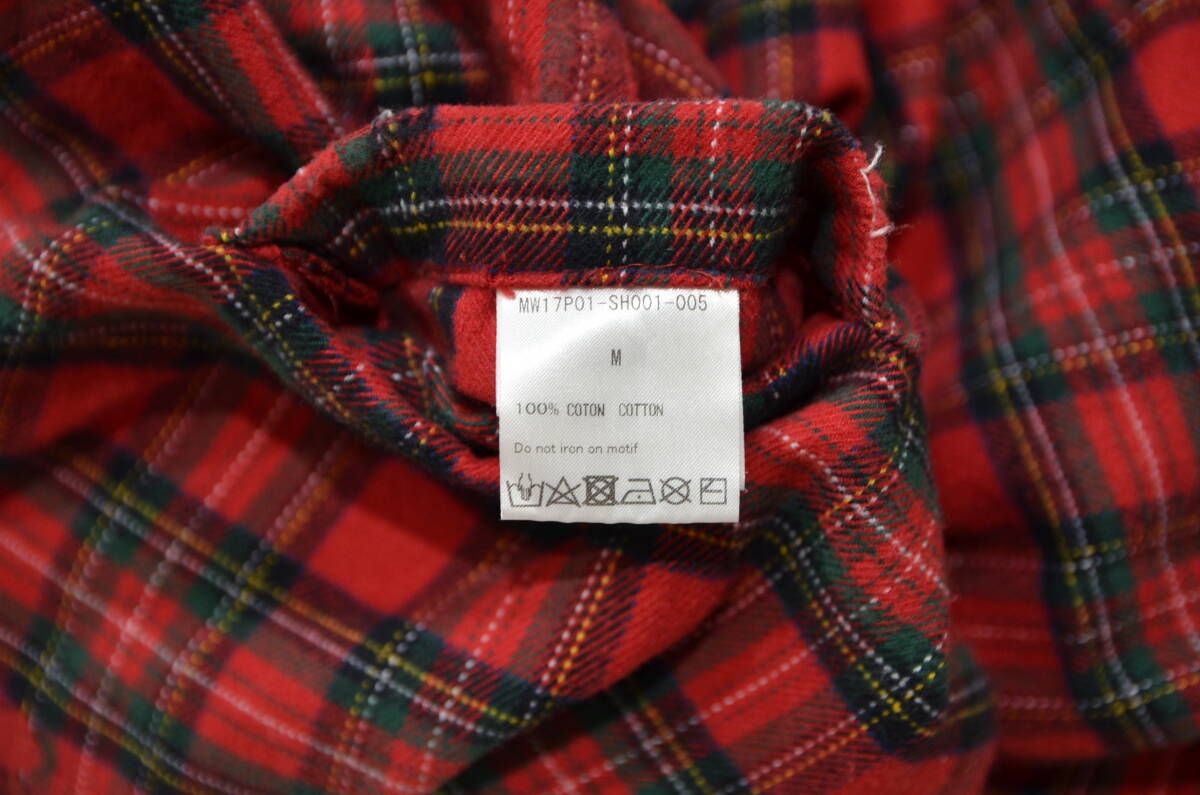 MW17P01-SH001-005
M
100% COTON COTTON
Do not iron on motif